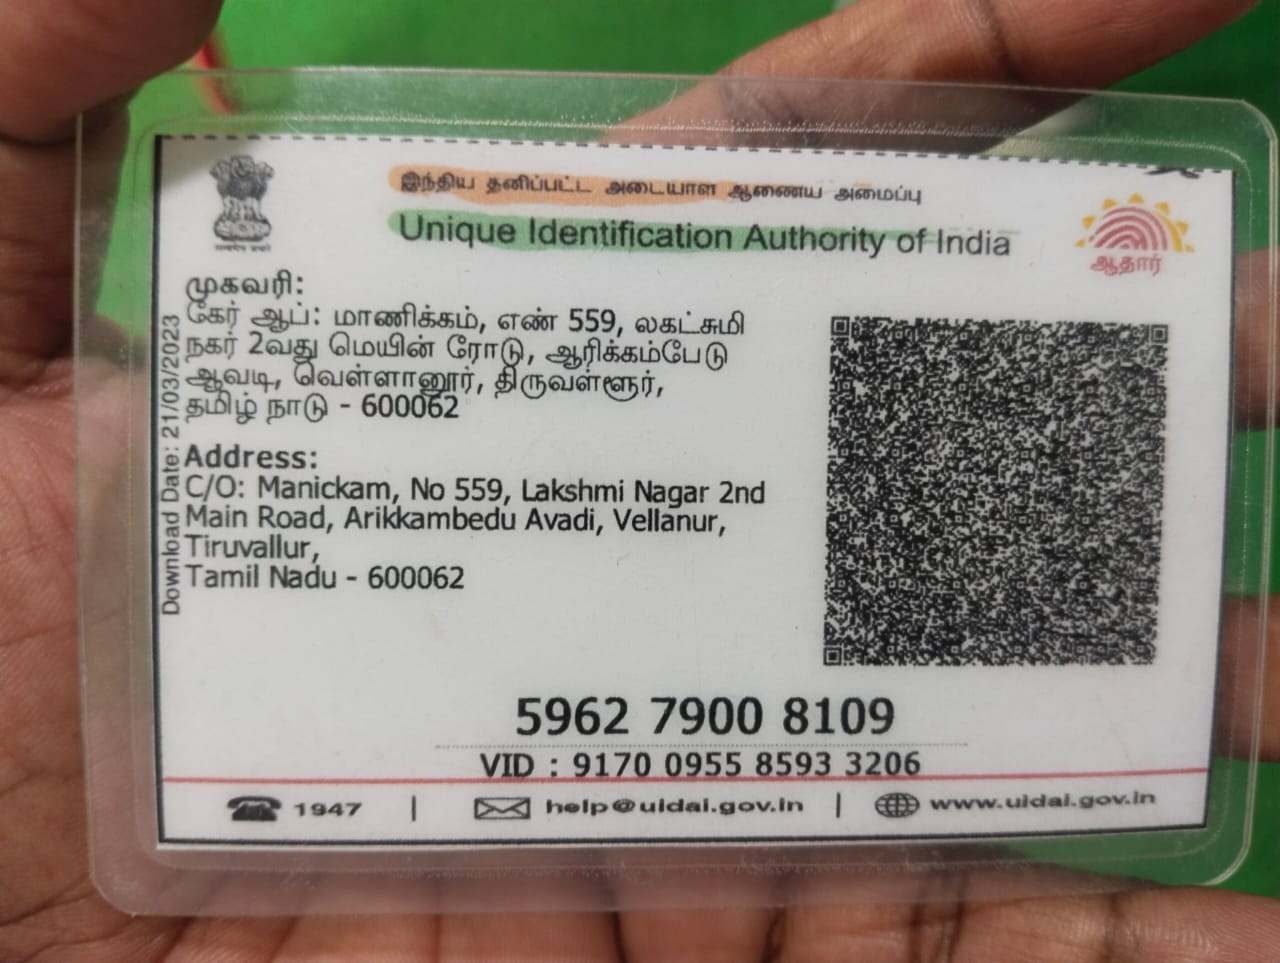 இந்திய தனிப்பட்ட அடையாள ஆணைய அமைப்பு
Unique Identification Authority of India
ஆதார்
முகவரி:
கேர் ஆப்: மாணிக்கம், எண் 559, லகட்சுமி
நகர் 2வது மெயின் ரோடு, ஆரிக்கம்பேடு
ஆவடி, வெள்ளானூர், திருவள்ளூர்,
தமிழ் நாடு - 600062
Address:
C/O: Manickam, No 559, Lakshmi Nagar 2nd
Main Road, Arikkambedu Avadi, Vellanur,
Tiruvallur,
Tamil Nadu - 600062
Download Date: 21/03/2023
5962 7900 8109
VID : 9170 0955 8593 3206
1947 | help@uidai.gov.in | www.uidai.gov.in